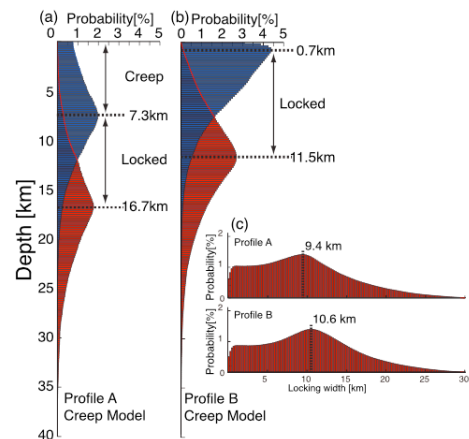 (a) Probability[%]
0 1 2 3 4 5
(b) Probability[%]
0 1 2 3 4 5
0.7km
Creep
5
7.3km
Locked
10
11.5km
Locked
15
16.7km
20
25
30
35
40
Depth [km]
Profile A
Creep Model
Profile B
Creep Model
(c)
Profile A
9.4 km
Probability[%]
2
1
0
Profile B
10.6 km
Probability[%]
2
1
0
5 10 15 20 25 30
Locking width [km]